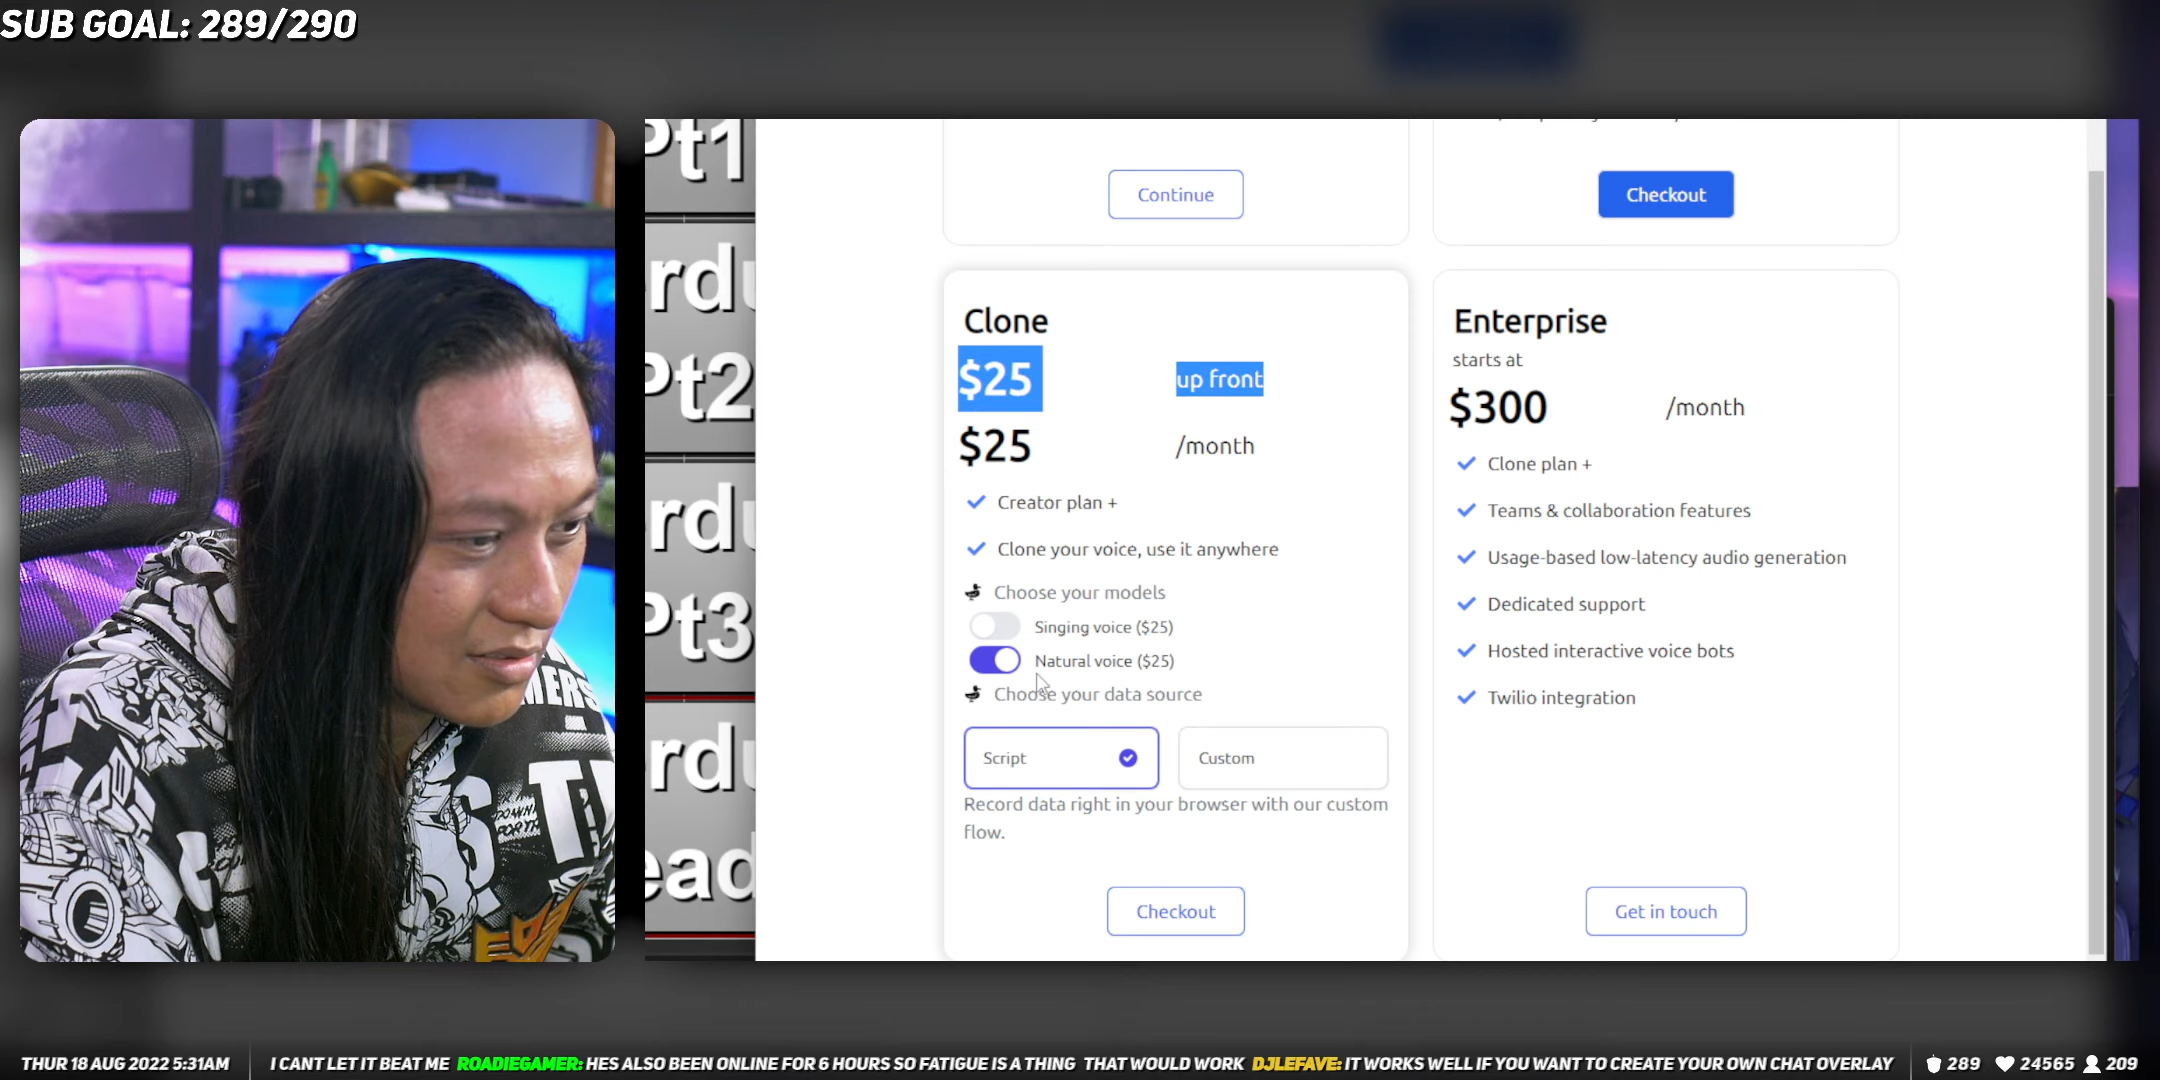 SUB GOAL: 289/290
Pt1
Pt2
Pt3
Continue
Checkout
Clone
$25 up front
$25 /month
Creator plan +
Clone your voice, use it anywhere
Choose your models
Singing voice ($25)
Natural voice ($25)
Choose your data source
Script
Custom
Record data right in your browser with our custom
flow.
Checkout
Enterprise
starts at
$300 /month
Clone plan +
Teams & collaboration Features
Usage-based low-latency audio generation
Dedicated support
Hosted interactive voice bots
Twilio integration
Get in touch
THUR 18 AUG 2022 5:31AM
I CANT LET IT BEAT ME ROADIEGAMER: HES ALSO BEEN ONLINE FOR 6 HOURS SO FATIGUE IS A THING THAT WOULD WORK DJLEFAVE: IT WORKS WELL IF YOU WANT TO CREATE YOUR OWN CHAT OVERLAY
289 24565 209